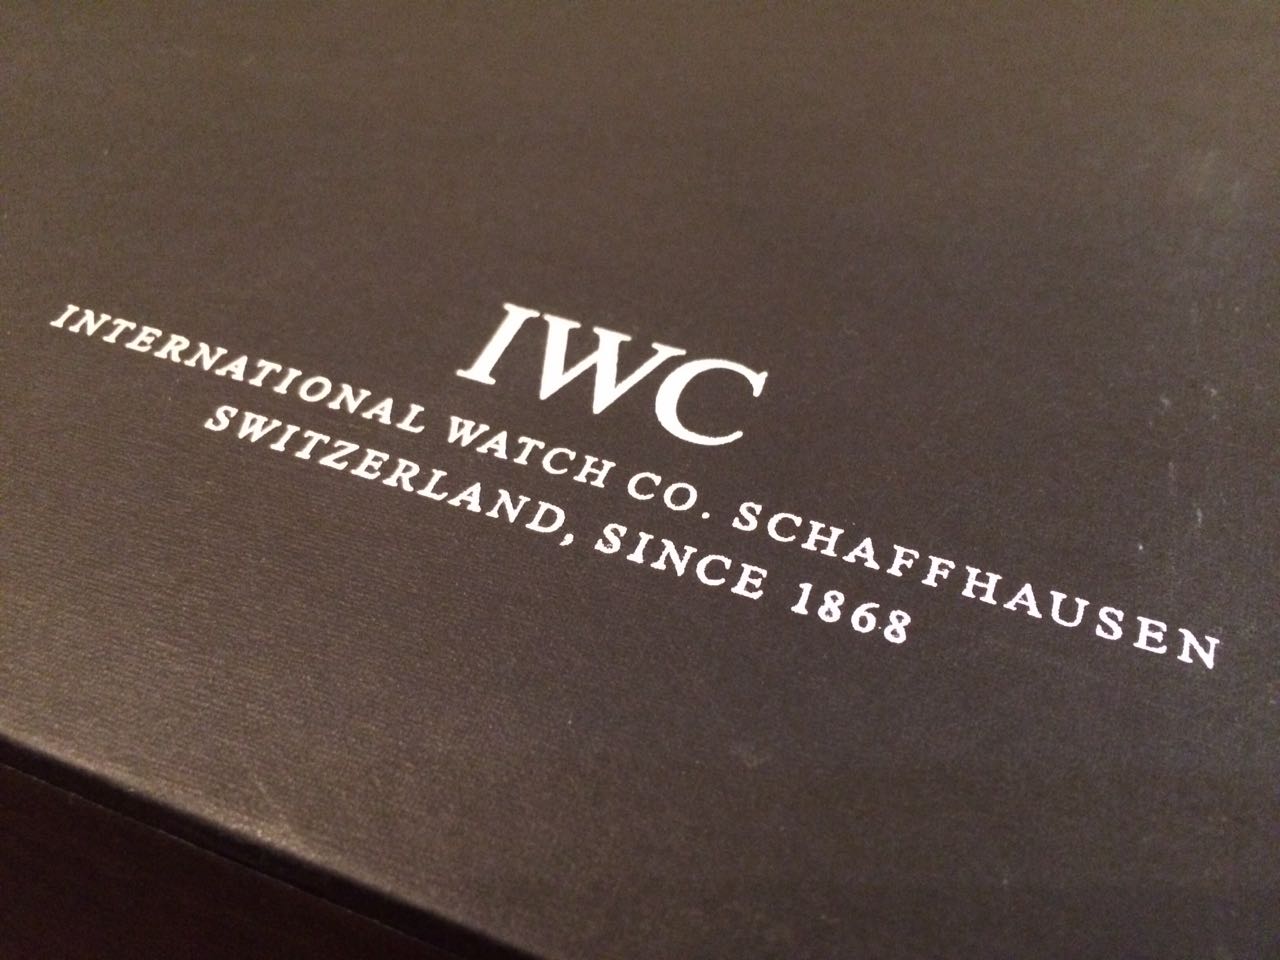 IWC
INTERNATIONAL WATCH CO. SCHAFFHAUSEN
SWITZERLAND, SINCE 1868